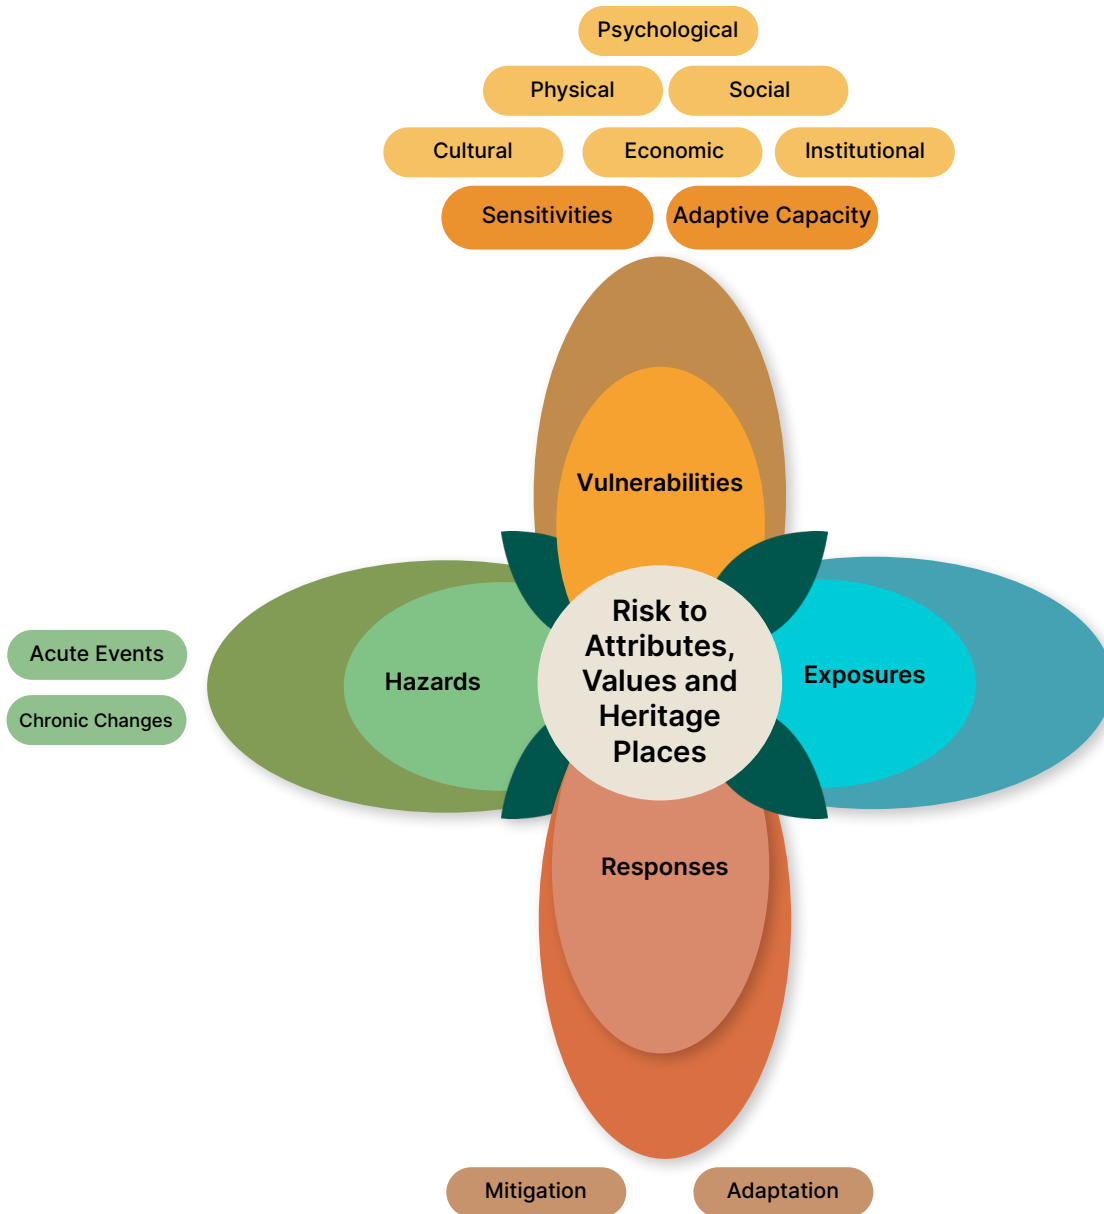 Psychological
Physical
Social
Cultural
Economic
Institutional
Sensitivities
Adaptive Capacity
Vulnerabilities
Risk to
Attributes,
Values and
Heritage
Places
Acute Events
Chronic Changes
Hazards
Exposures
Responses
Mitigation
Adaptation